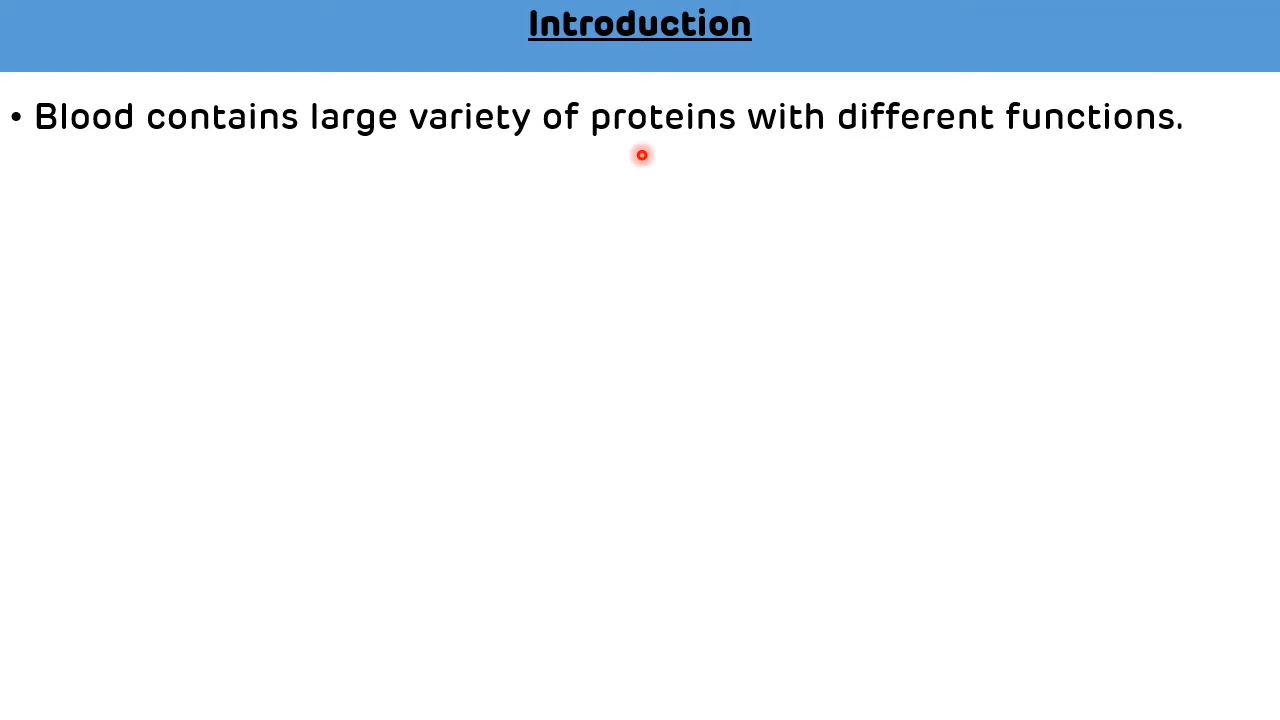 Introduction
• Blood contains large variety of proteins with different functions.